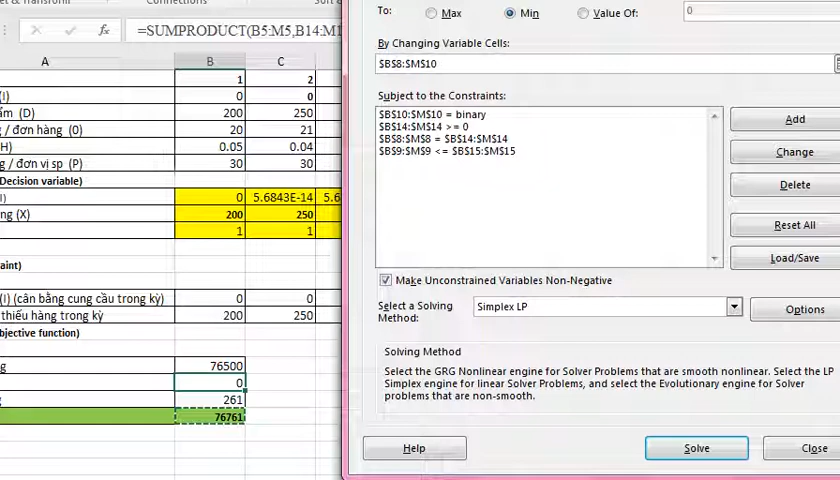 =SUMPRODUCT(B5:M5,B14:M1
A B C
1 2
(I) 0 0
ẩm (D) 200 250
g / đơn hàng (0) 20 21
H) 0.05 0.04
g / đơn vị sp (P) 30 30
Decision variable)
I) 0 5.6843E-14 5.6
ng (X) 200 250
1 1
aint)
(I) (cân bằng cung cầu trong kỳ) 0 0
thiếu hàng trong kỳ 200 250
bjective function)
g 76500
0
g 261
76761
To: Max Min Value Of: 0
By Changing Variable Cells:
$B$8:$M$10
Subject to the Constraints:
$B$10:$M$10 = binary
$B$14:$M$14 >= 0
$B$8:$M$8 = $B$14:$M$14
$B$9:$M$9 <= $B$15:$M$15
Add
Change
Delete
Reset All
Load/Save
Make Unconstrained Variables Non-Negative
Select a Solving Method: Simplex LP
Options
Solving Method
Select the GRG Nonlinear engine for Solver Problems that are smooth nonlinear. Select the LP
Simplex engine for linear Solver Problems, and select the Evolutionary engine for Solver
problems that are non-smooth.
Help Solve Close